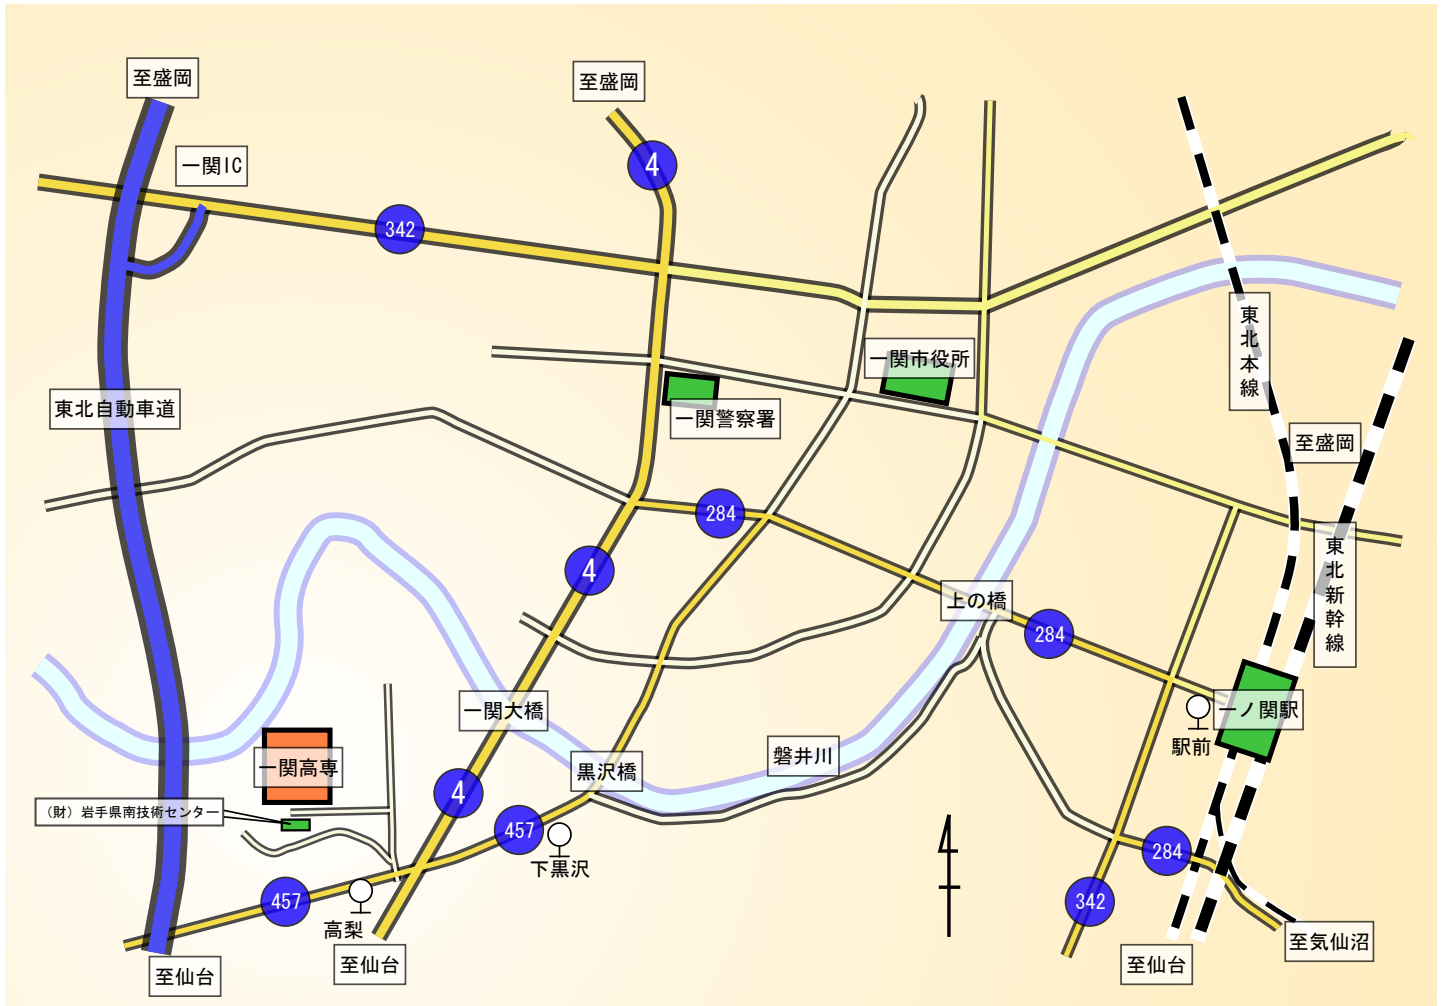 至盛岡
至盛岡
一関IC
4
342
東北本線
一関市役所
東北自動車道
一関警察署
至盛岡
284
東北新幹線
4
上の橋
284
一関大橋
一ノ関駅
駅前
磐井川
黒沢橋
一関高専
4
(財)岩手県南技術センター
457
下黒沢
284
457
342
高梨
至気仙沼
至仙台
至仙台
至仙台